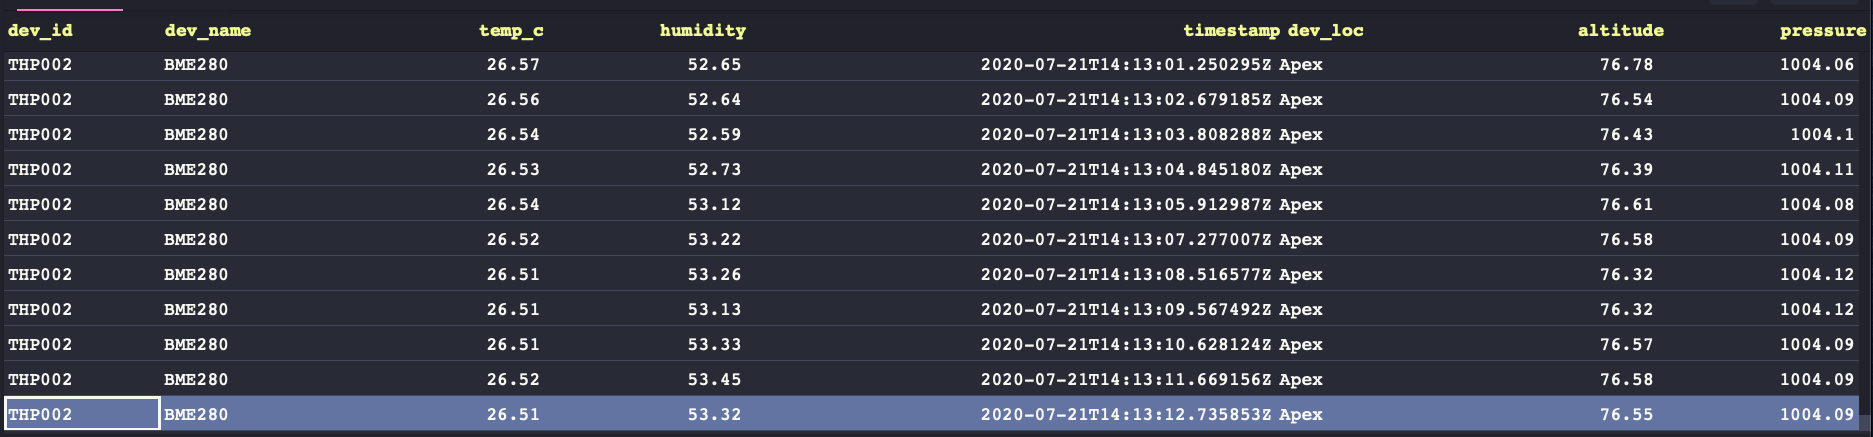 dev_id dev_name temp_c humidity timestamp dev_loc altitude pressure
THP002 BME280 26.57 52.65 2020-07-21T14:13:01.250295Z Apex 76.78 1004.06
THP002 BME280 26.56 52.64 2020-07-21T14:13:02.679185Z Apex 76.54 1004.09
THP002 BME280 26.54 52.59 2020-07-21T14:13:03.808288Z Apex 76.43 1004.1
THP002 BME280 26.53 52.73 2020-07-21T14:13:04.845180Z Apex 76.39 1004.11
THP002 BME280 26.54 53.12 2020-07-21T14:13:05.912987Z Apex 76.61 1004.08
THP002 BME280 26.52 53.22 2020-07-21T14:13:07.277007Z Apex 76.58 1004.09
THP002 BME280 26.51 53.26 2020-07-21T14:13:08.516577Z Apex 76.32 1004.12
THP002 BME280 26.51 53.13 2020-07-21T14:13:09.567492Z Apex 76.32 1004.12
THP002 BME280 26.51 53.33 2020-07-21T14:13:10.628124Z Apex 76.57 1004.09
THP002 BME280 26.52 53.45 2020-07-21T14:13:11.669156Z Apex 76.58 1004.09
THP002 BME280 26.51 53.32 2020-07-21T14:13:12.735853Z Apex 76.55 1004.09